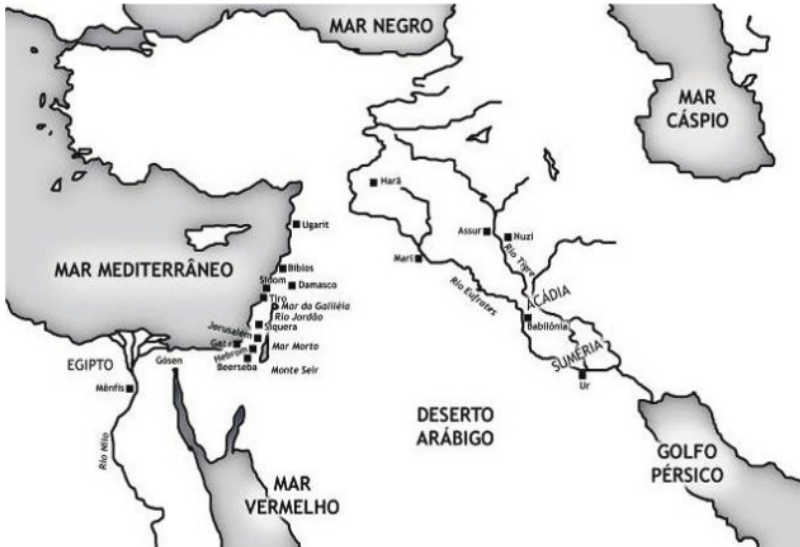 MAR NEGRO
MAR
CÁSPIO
Harã
Ugarit
Assur
Nuzi
Rio Tigre
Mari
MAR MEDITERRÂNEO
Biblos
Sidom
Damasco
Tiro
Mar da Galiléia
Rio Jordão
Rio Eufrates
ACÁDIA
Babilônia
Siquera
Jerusalém
Gaza
Hebrom
Mar Morto
Beerseba
Monte Seir
SUMÉRIA
Ur
EGIPTO
Gósen
Mênfis
Rio Nilo
DESERTO
ARÁBIGO
GOLFO
PÉRSICO
MAR
VERMELHO